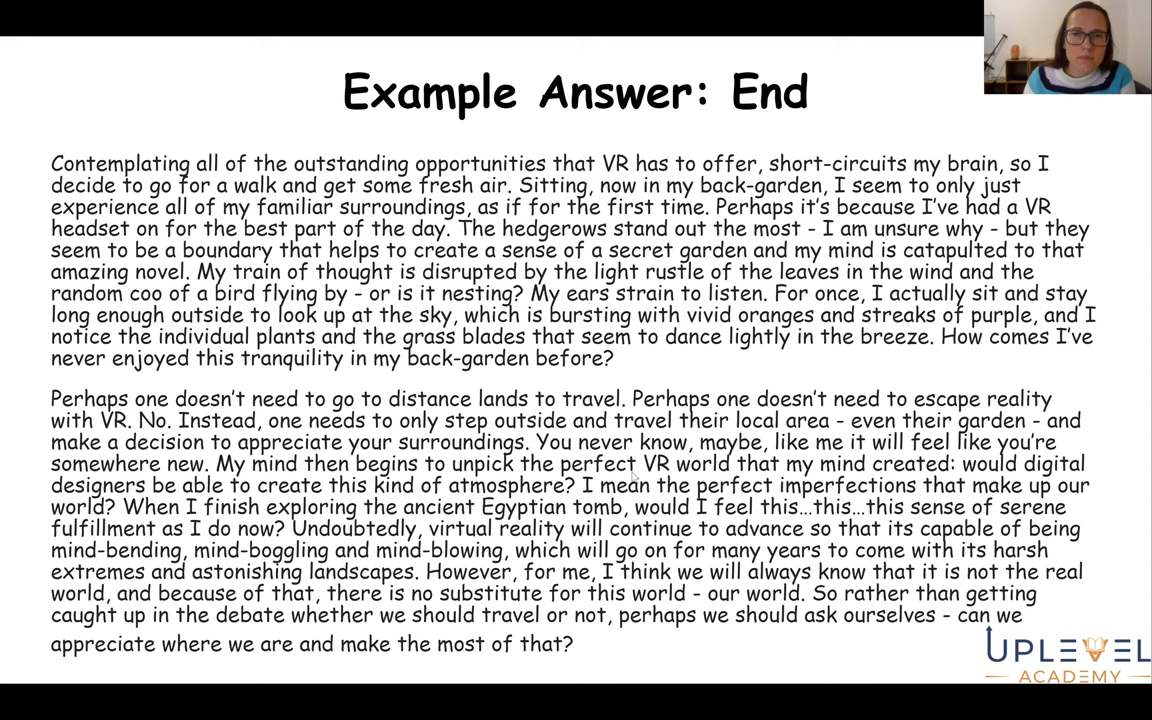 Example Answer: End
Contemplating all of the outstanding opportunities that VR has to offer, short-circuits my brain, so I
decide to go for a walk and get some fresh air. Sitting, now in my back-garden, I seem to only just
experience all of my familiar surroundings, as if for the first time. Perhaps it's because I've had a VR
headset on for the best part of the day. The hedgerows stand out the most - I am unsure why - but they
seem to be a boundary that helps to create a sense of a secret garden and my mind is catapulted to that
amazing novel. My train of thought is disrupted by the light rustle of the leaves in the wind and the
random coo of a bird flying by - or is it nesting? My ears strain to listen. For once, I actually sit and stay
long enough outside to look up at the sky, which is bursting with vivid oranges and streaks of purple, and I
notice the individual plants and the grass blades that seem to dance lightly in the breeze. How comes I've
never enjoyed this tranquility in my back-garden before?
Perhaps one doesn't need to go to distance lands to travel. Perhaps one doesn't need to escape reality
with VR. No. Instead, one needs to only step outside and travel their local area - even their garden - and
make a decision to appreciate your surroundings. You never know, maybe, like me it will feel like you're
somewhere new. My mind then begins to unpick the perfect VR world that my mind created: would digital
designers be able to create this kind of atmosphere? I mean the perfect imperfections that make up our
world? When I finish exploring the ancient Egyptian tomb, would I feel this...this...this sense of serene
fulfillment as I do now? Undoubtedly, virtual reality will continue to advance so that its capable of being
mind-bending, mind-boggling and mind-blowing, which will go on for many years to come with its harsh
extremes and astonishing landscapes. However, for me, I think we will always know that it is not the real
world, and because of that, there is no substitute for this world - our world. So rather than getting
caught up in the debate whether we should travel or not, perhaps we should ask ourselves - can we
appreciate where we are and make the most of that?
UPLEVEL
ACADEMY